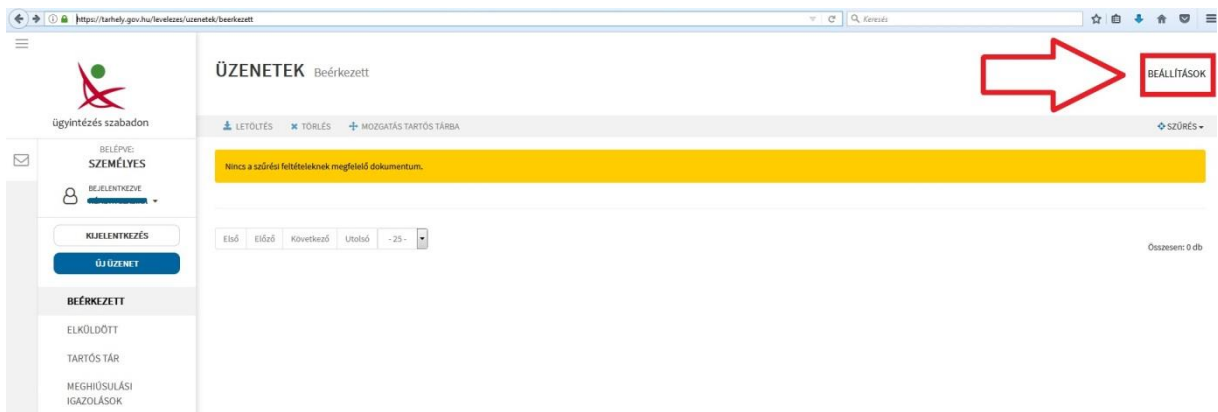 https://tarhely.gov.hu/levelezes/uzenetek/beerkezett
Keresés
ügyintézés szabadon
BELÉPVE:
SZEMÉLYES
BEJELENTKEZVE
KIJELENTKEZÉS
ÚJ ÜZENET
BEÉRKEZETT
ELKÜLDÖTT
TARTÓS TÁR
MEGHIÚSULÁSI
IGAZOLÁSOK
ÜZENETEK Beérkezett
BEÁLLÍTÁSOK
LETÖLTÉS TÖRLÉS MOZGATÁS TARTÓS TÁRBA
SZŰRÉS
Nincs a szűrési feltételeknek megfelelő dokumentum.
Első Előző Következő Utolsó - 25 -
Összesen: 0 db